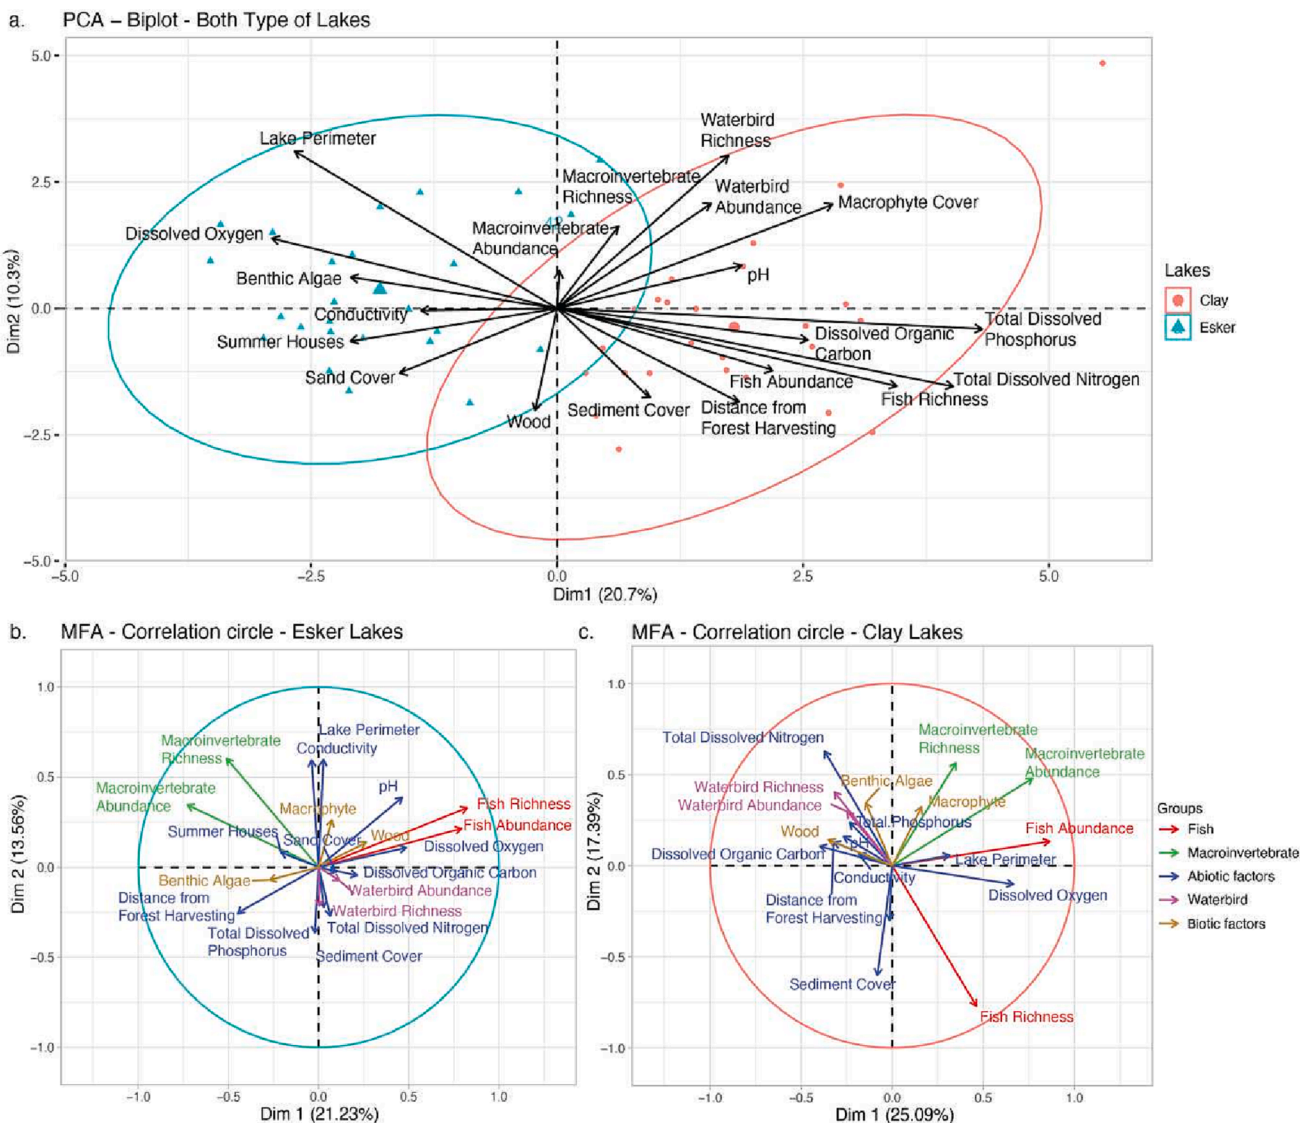 a. PCA – Biplot - Both Type of Lakes
5.0
2.5
0.0
−2.5
−5.0
Dim2 (10.3%)
Lake Perimeter
Waterbird
Richness
Macroinvertebrate
Richness
Waterbird
Abundance
Macrophyte Cover
42
Macroinvertebrate
Abundance
Dissolved Oxygen
Benthic Algae
pH
Conductivity
Summer Houses
Sand Cover
Wood
Sediment Cover
Total Dissolved
Phosphorus
Dissolved Organic
Carbon
Fish Abundance
Total Dissolved Nitrogen
Fish Richness
Distance from
Forest Harvesting
−5.0
−2.5
0.0
2.5
5.0
Dim1 (20.7%)
Lakes
Clay
Esker
b. MFA - Correlation circle - Esker Lakes
1.0
0.5
0.0
−0.5
−1.0
Dim 2 (13.56%)
Lake Perimeter
Conductivity
Macroinvertebrate
Richness
Macroinvertebrate
Abundance
pH
Macrophyte
Fish Richness
Fish Abundance
Summer Houses
Sand Cover
Wood
Dissolved Oxygen
Benthic Algae
Dissolved Organic Carbon
Waterbird Abundance
Distance from
Forest Harvesting
Waterbird Richness
Total Dissolved Nitrogen
Total Dissolved
Phosphorus
Sediment Cover
−1.0
−0.5
0.0
0.5
1.0
Dim 1 (21.23%)
c. MFA - Correlation circle - Clay Lakes
1.0
0.5
0.0
−0.5
−1.0
Dim 2 (17.39%)
Total Dissolved Nitrogen
Macroinvertebrate
Richness
Macroinvertebrate
Abundance
Waterbird Richness
Waterbird Abundance
Benthic Algae
Macrophyte
Total Phosphorus
Wood
pH
Fish Abundance
Dissolved Organic Carbon
Lake Perimeter
Conductivity
Dissolved Oxygen
Distance from
Forest Harvesting
Sediment Cover
Fish Richness
−1.0
−0.5
0.0
0.5
1.0
Dim 1 (25.09%)
Groups
Fish
Macroinvertebrate
Abiotic factors
Waterbird
Biotic factors